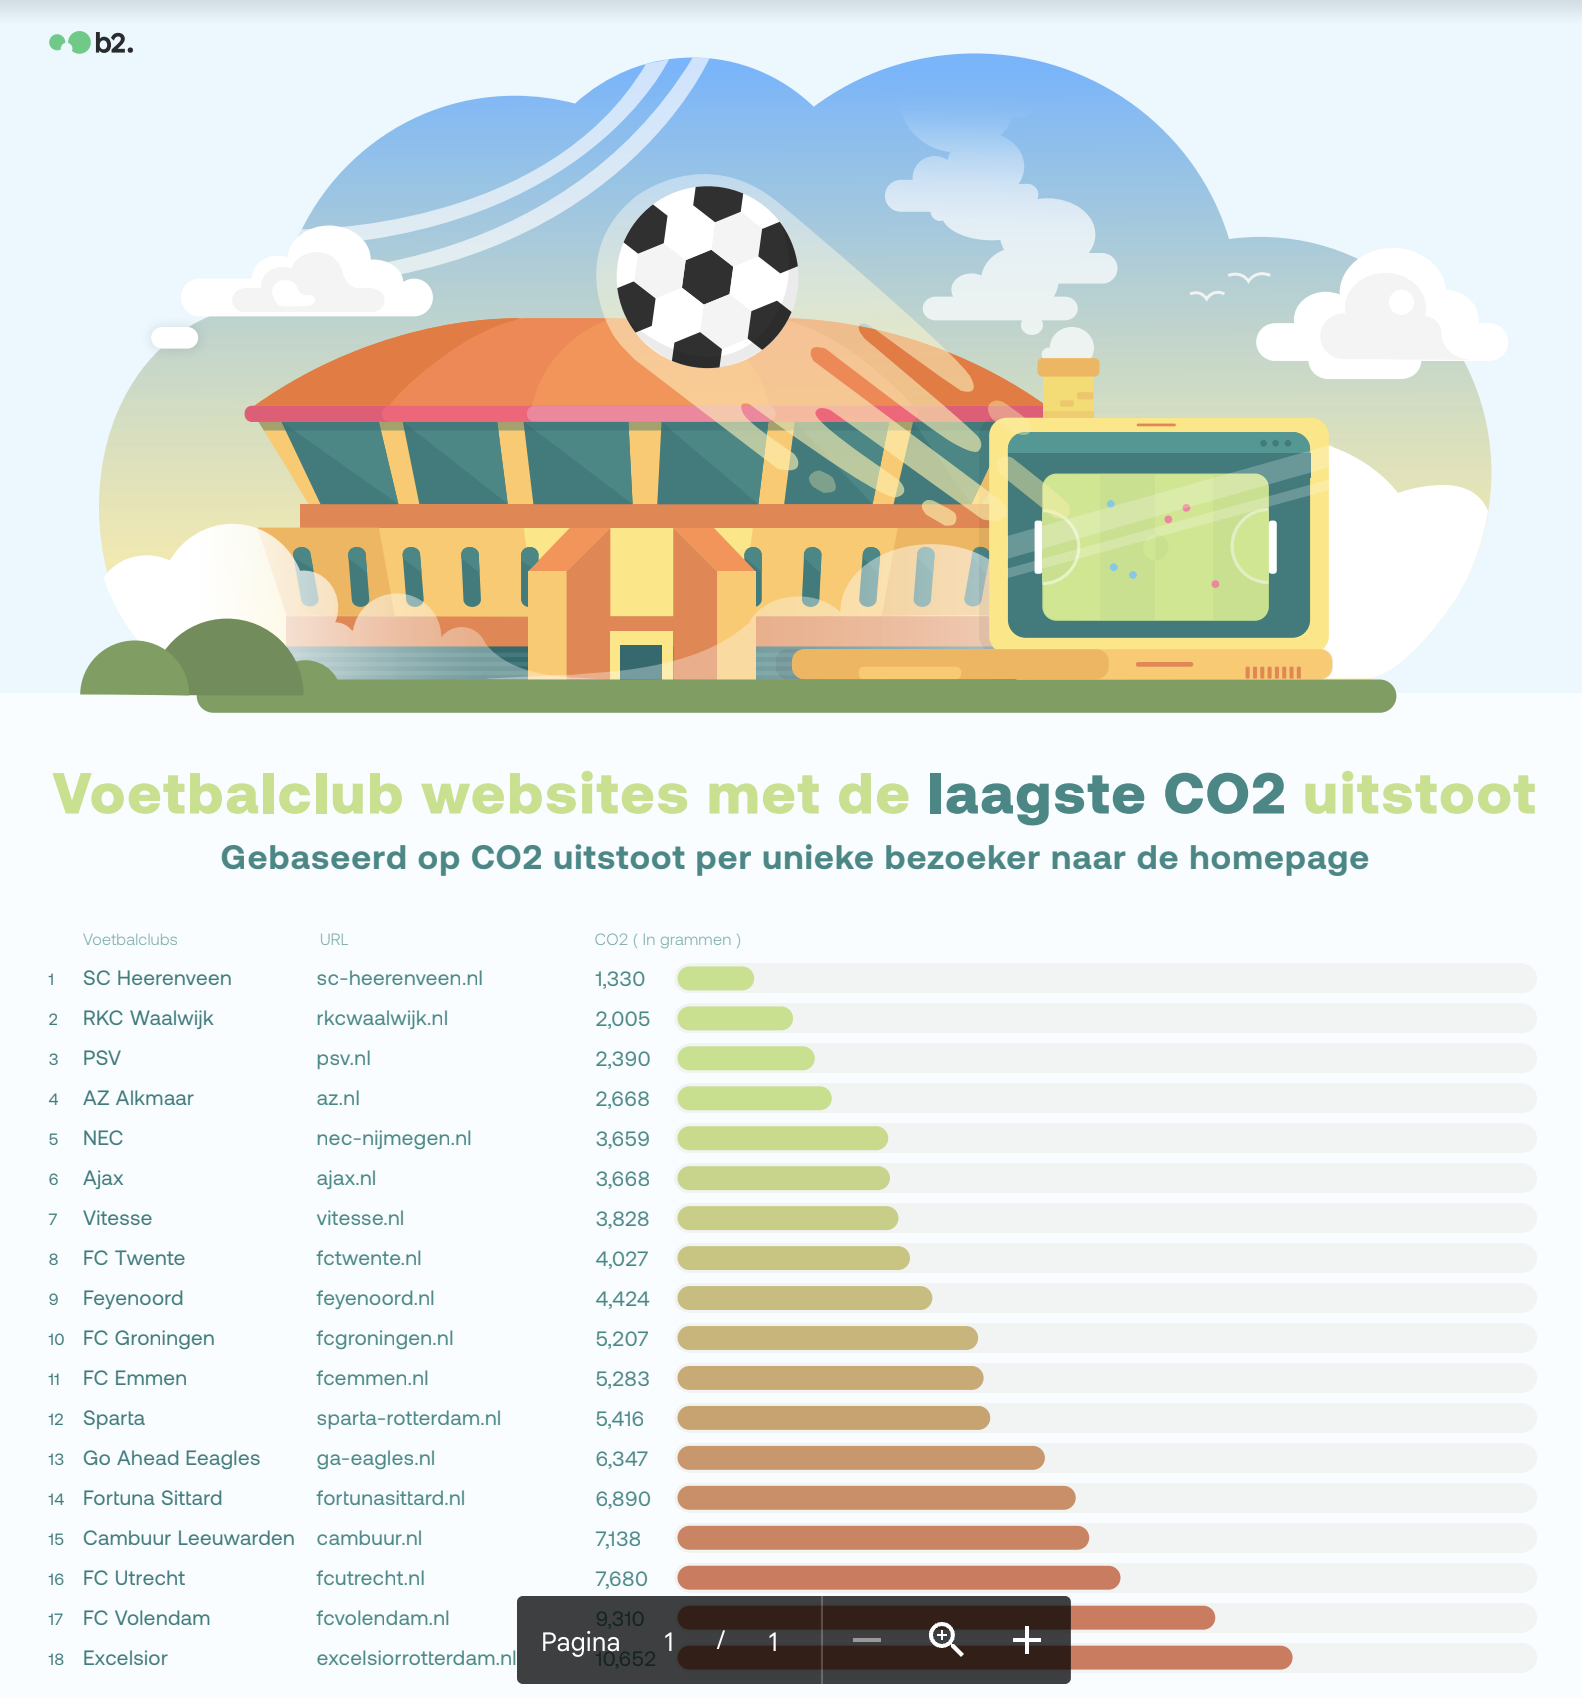 b2.
Voetbalclub websites met de laagste CO2 uitstoot
Gebaseerd op CO2 uitstoot per unieke bezoeker naar de homepage
Voetbalclubs URL CO2 ( In grammen )
1 SC Heerenveen sc-heerenveen.nl 1,330
2 RKC Waalwijk rkcwaalwijk.nl 2,005
3 PSV psv.nl 2,390
4 AZ Alkmaar az.nl 2,668
5 NEC nec-nijmegen.nl 3,659
6 Ajax ajax.nl 3,668
7 Vitesse vitesse.nl 3,828
8 FC Twente fctwente.nl 4,027
9 Feyenoord feyenoord.nl 4,424
10 FC Groningen fcgroningen.nl 5,207
11 FC Emmen fcemmen.nl 5,283
12 Sparta sparta-rotterdam.nl 5,416
13 Go Ahead Eeagles ga-eagles.nl 6,347
14 Fortuna Sittard fortunasittard.nl 6,890
15 Cambuur Leeuwarden cambuur.nl 7,138
16 FC Utrecht fcutrecht.nl 7,680
17 FC Volendam fcvolendam.nl 9,310
18 Excelsior excelsiorrotterdam.nl 10,652
Pagina 1 / 1